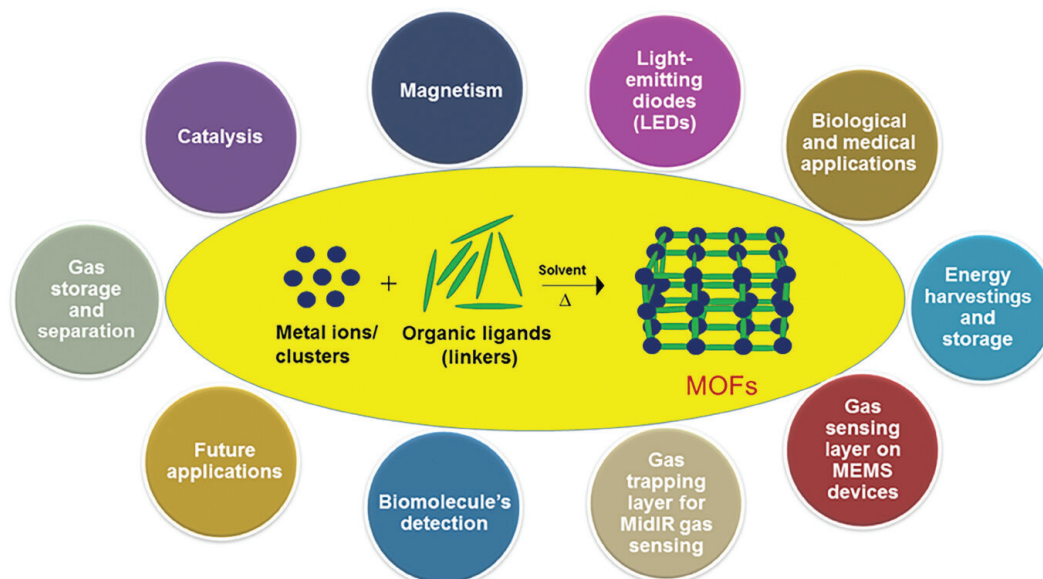 Catalysis
Magnetism
Light-
emitting
diodes
(LEDs)
Biological
and medical
applications
Gas
storage
and
separation
Metal ions/
clusters
+
Organic ligands
(linkers)
Solvent
Δ
MOFs
Energy
harvestings
and
storage
Future
applications
Biomolecule's
detection
Gas
trapping
layer for
MidIR gas
sensing
Gas
sensing
layer on
MEMS
devices